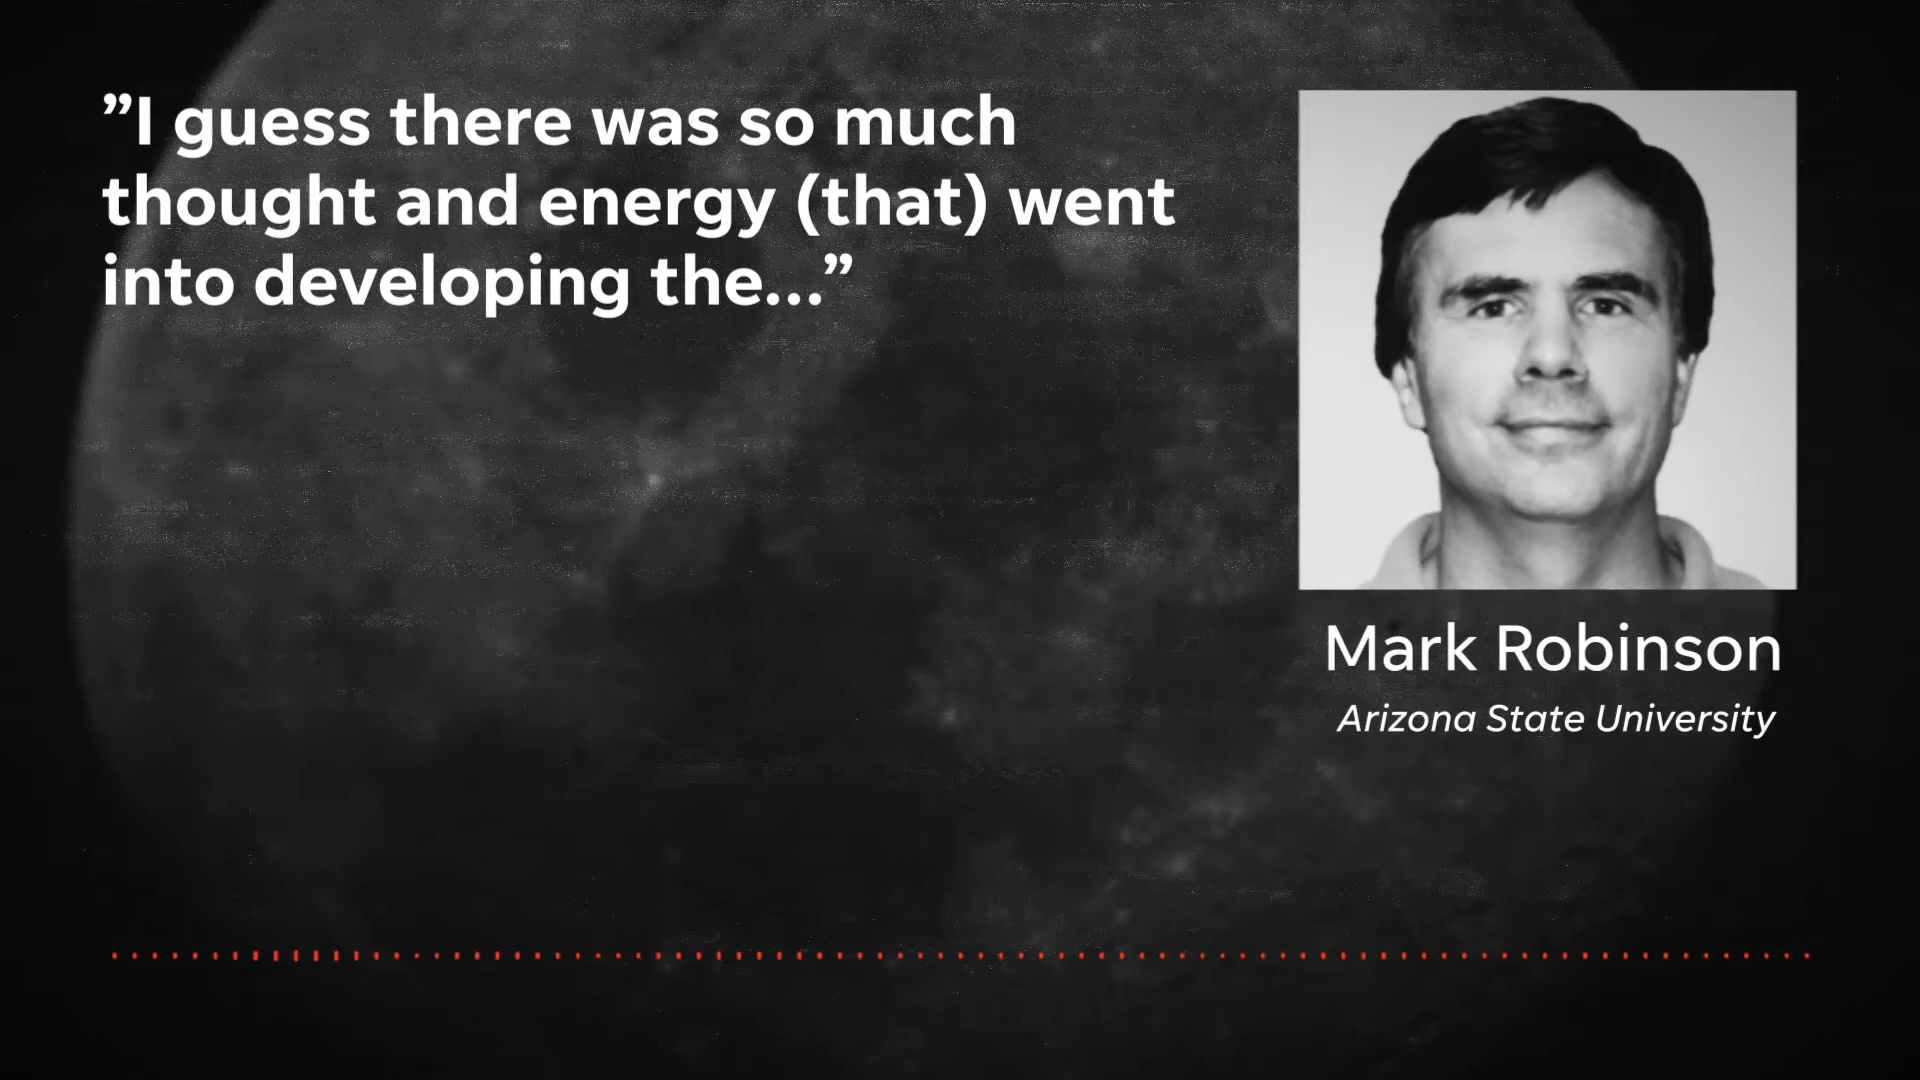 ”I guess there was so much
thought and energy (that) went
into developing the...”
Mark Robinson
Arizona State University